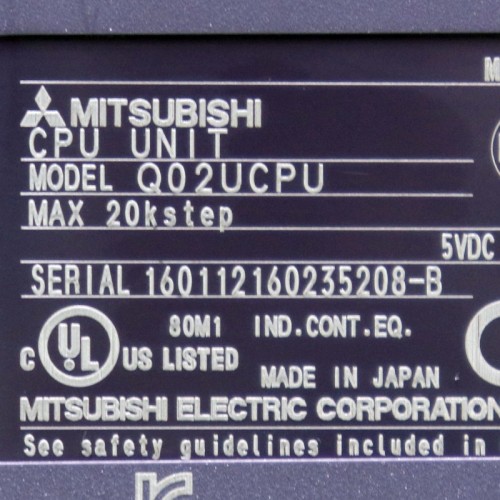 M
MITSUBISHI
CPU UNIT
MODEL Q02UCPU
MAX 20kstep
5VDC
SERIAL 160112160235208-B
80M1 IND.CONT.EQ.
C UL US LISTED
MADE IN JAPAN
MITSUBISHI ELECTRIC CORPORATION
See safety guidelines included in